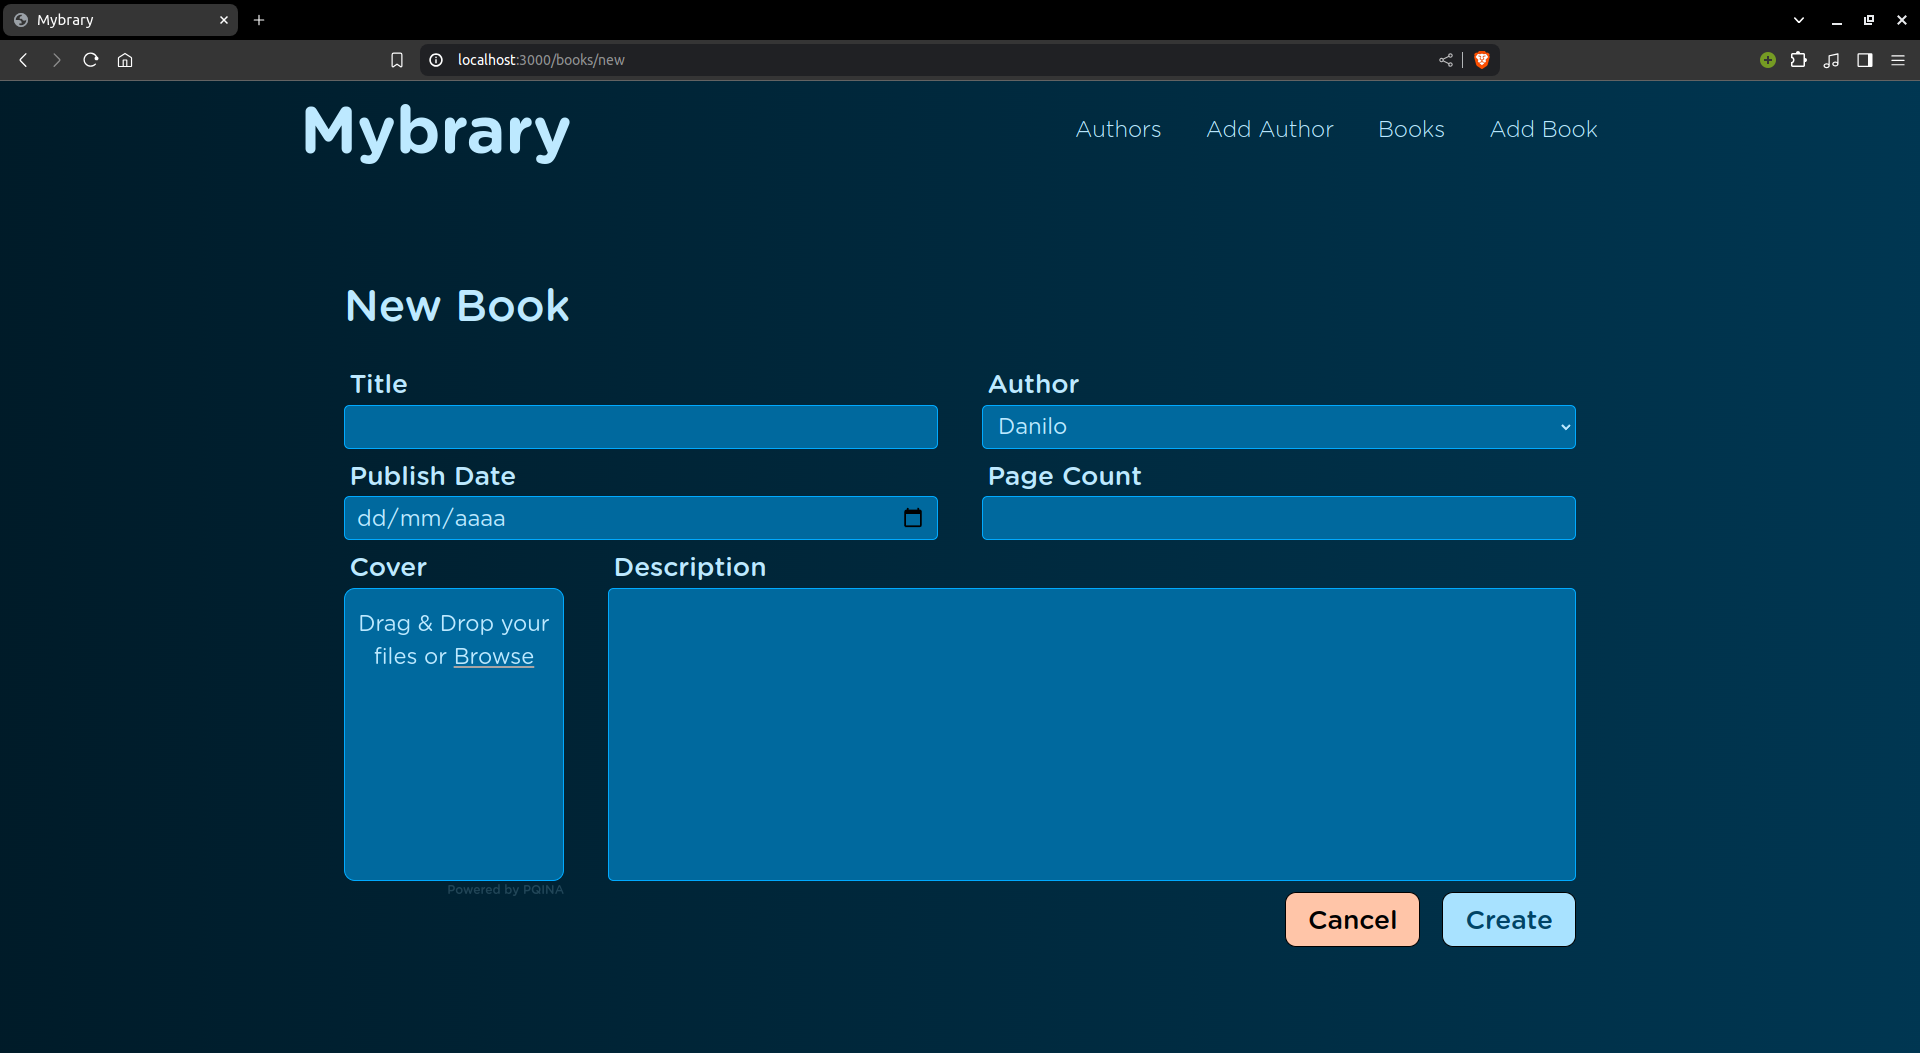 Mybrary
localhost:3000/books/new
Mybrary
Authors Add Author Books Add Book
New Book
Title
Author
Danilo
Publish Date
Page Count
dd/mm/aaaa
Cover
Description
Drag & Drop your
files or Browse
Powered by PQINA
Cancel Create